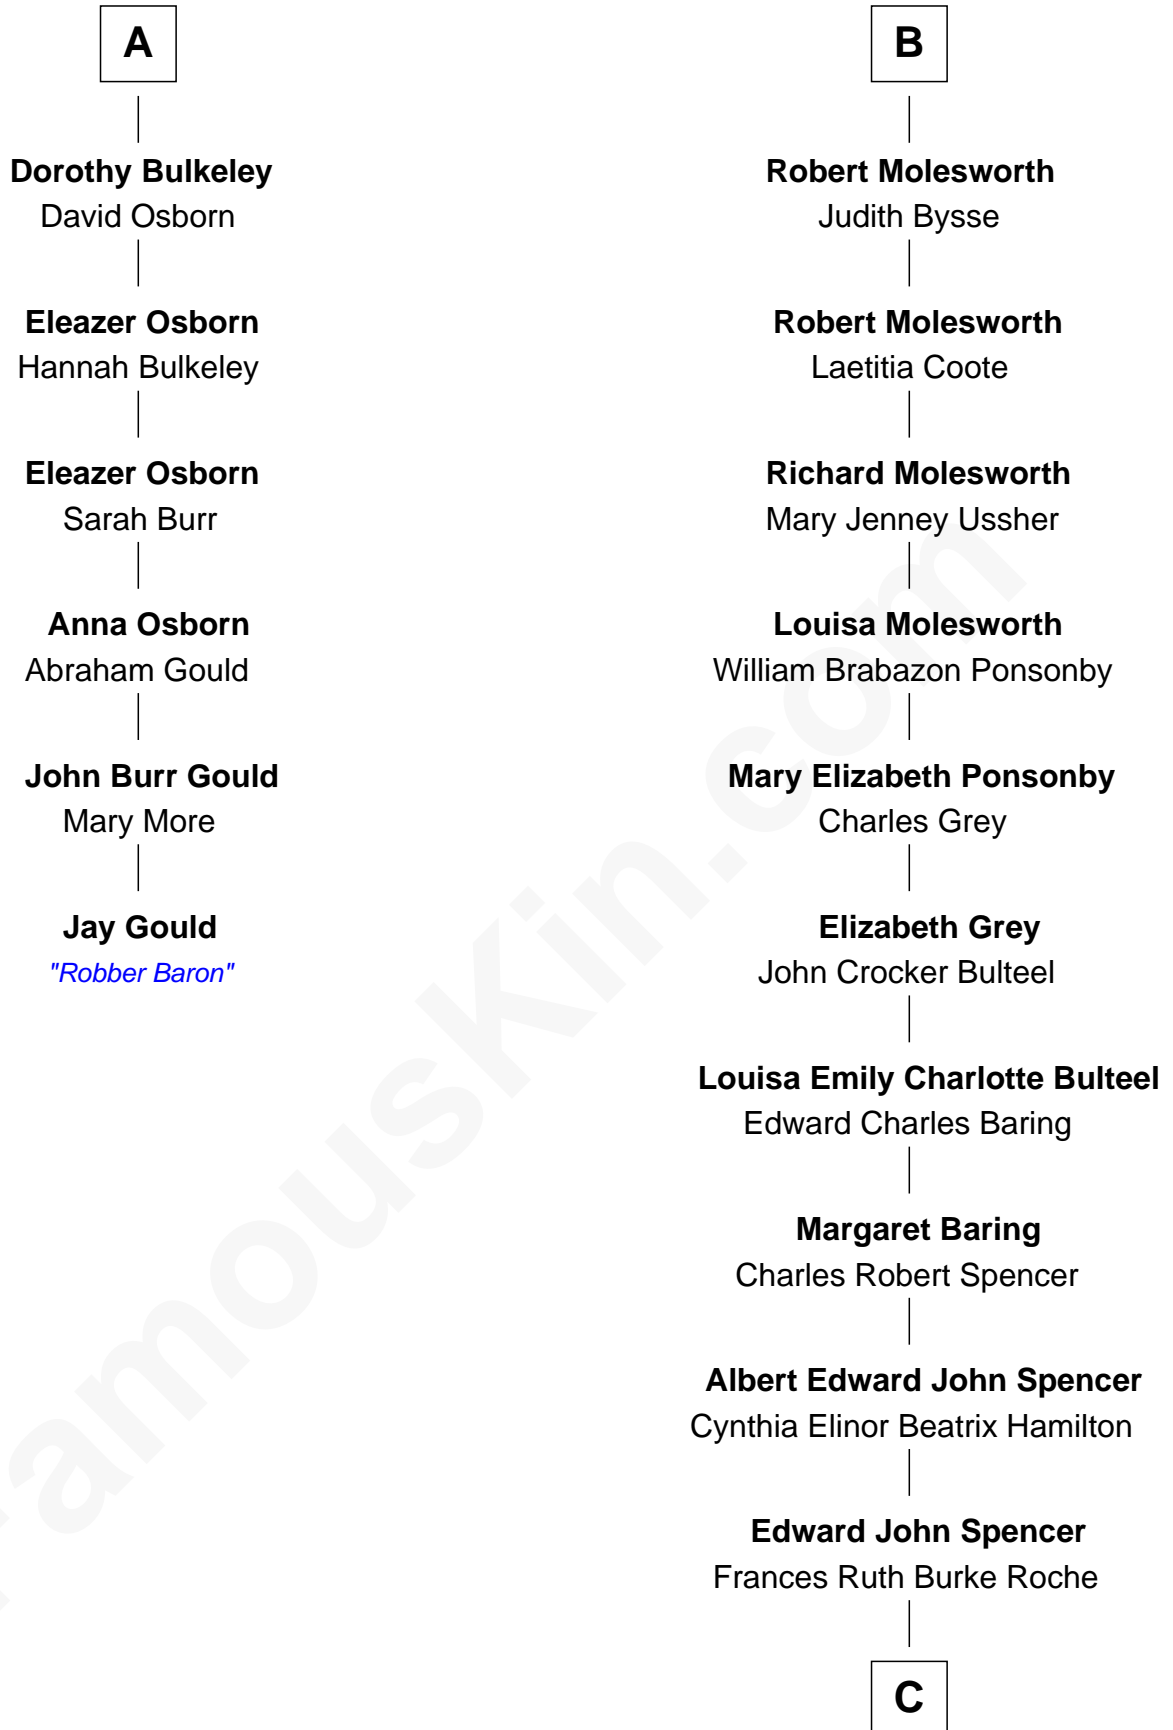 A
Dorothy Bulkeley
David Osborn
Eleazer Osborn
Hannah Bulkeley
Eleazer Osborn
Sarah Burr
Anna Osborn
Abraham Gould
John Burr Gould
Mary More
Jay Gould
"Robber Baron"
B
Robert Molesworth
Judith Bysse
Robert Molesworth
Laetitia Coote
Richard Molesworth
Mary Jenney Ussher
Louisa Molesworth
William Brabazon Ponsonby
Mary Elizabeth Ponsonby
Charles Grey
Elizabeth Grey
John Crocker Bulteel
Louisa Emily Charlotte Bulteel
Edward Charles Baring
Margaret Baring
Charles Robert Spencer
Albert Edward John Spencer
Cynthia Elinor Beatrix Hamilton
Edward John Spencer
Frances Ruth Burke Roche
C
FamousKin.com